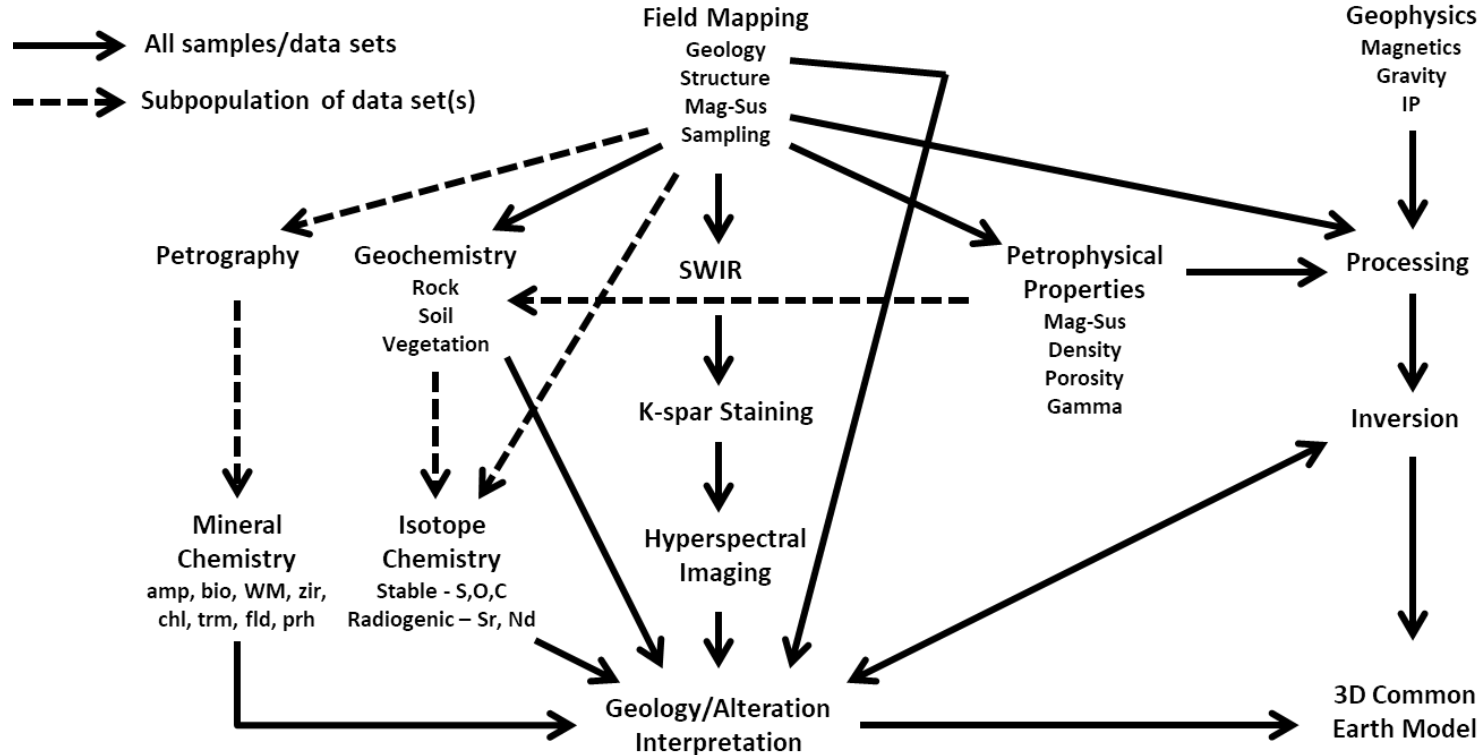 All samples/data sets
Subpopulation of data set(s)
Field Mapping
Geology
Structure
Mag-Sus
Sampling
Geophysics
Magnetics
Gravity
IP
Petrography
Geochemistry
Rock
Soil
Vegetation
SWIR
Petrophysical
Properties
Mag-Sus
Density
Porosity
Gamma
Processing
K-spar Staining
Inversion
Mineral
Chemistry
amp, bio, WM, zir,
chl, trm, fld, prh
Isotope
Chemistry
Stable - S,O,C
Radiogenic – Sr, Nd
Hyperspectral
Imaging
Geology/Alteration
Interpretation
3D Common
Earth Model